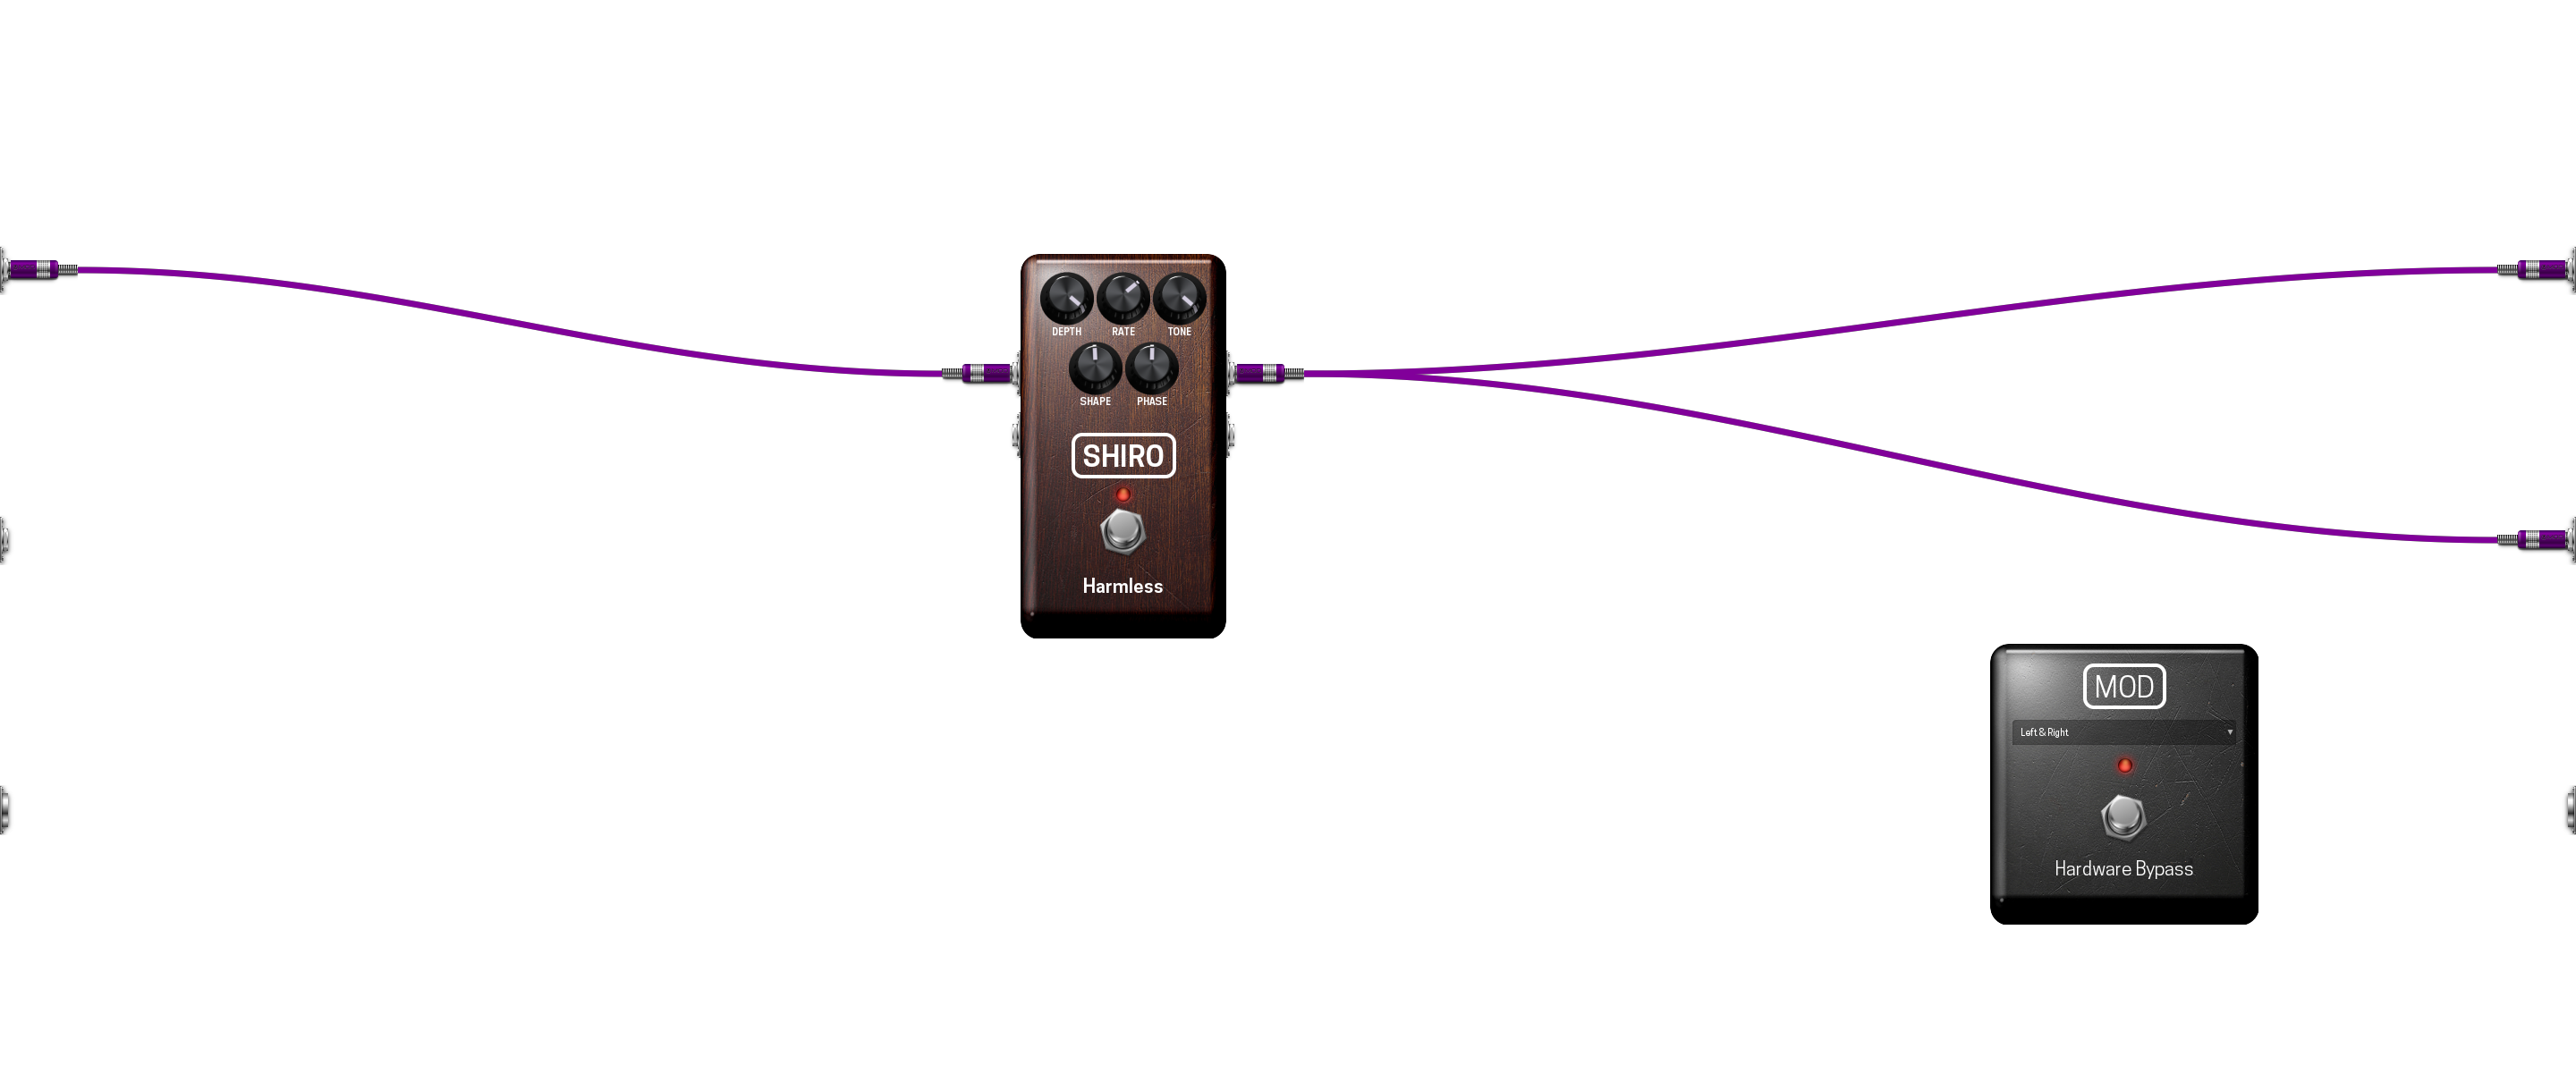 DEPTH RATE TONE
SHAPE PHASE
SHIRO
Harmless
MOD
Left & Right
Hardware Bypass